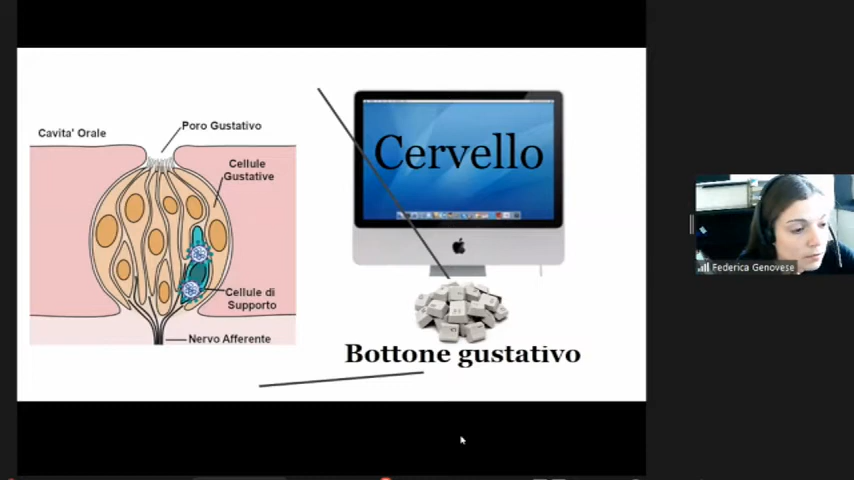 Cavita' Orale
Poro Gustativo
Cellule
Gustative
Cellule di
Supporto
Nervo Afferente
Cervello
Bottone gustativo
Federica Genovese